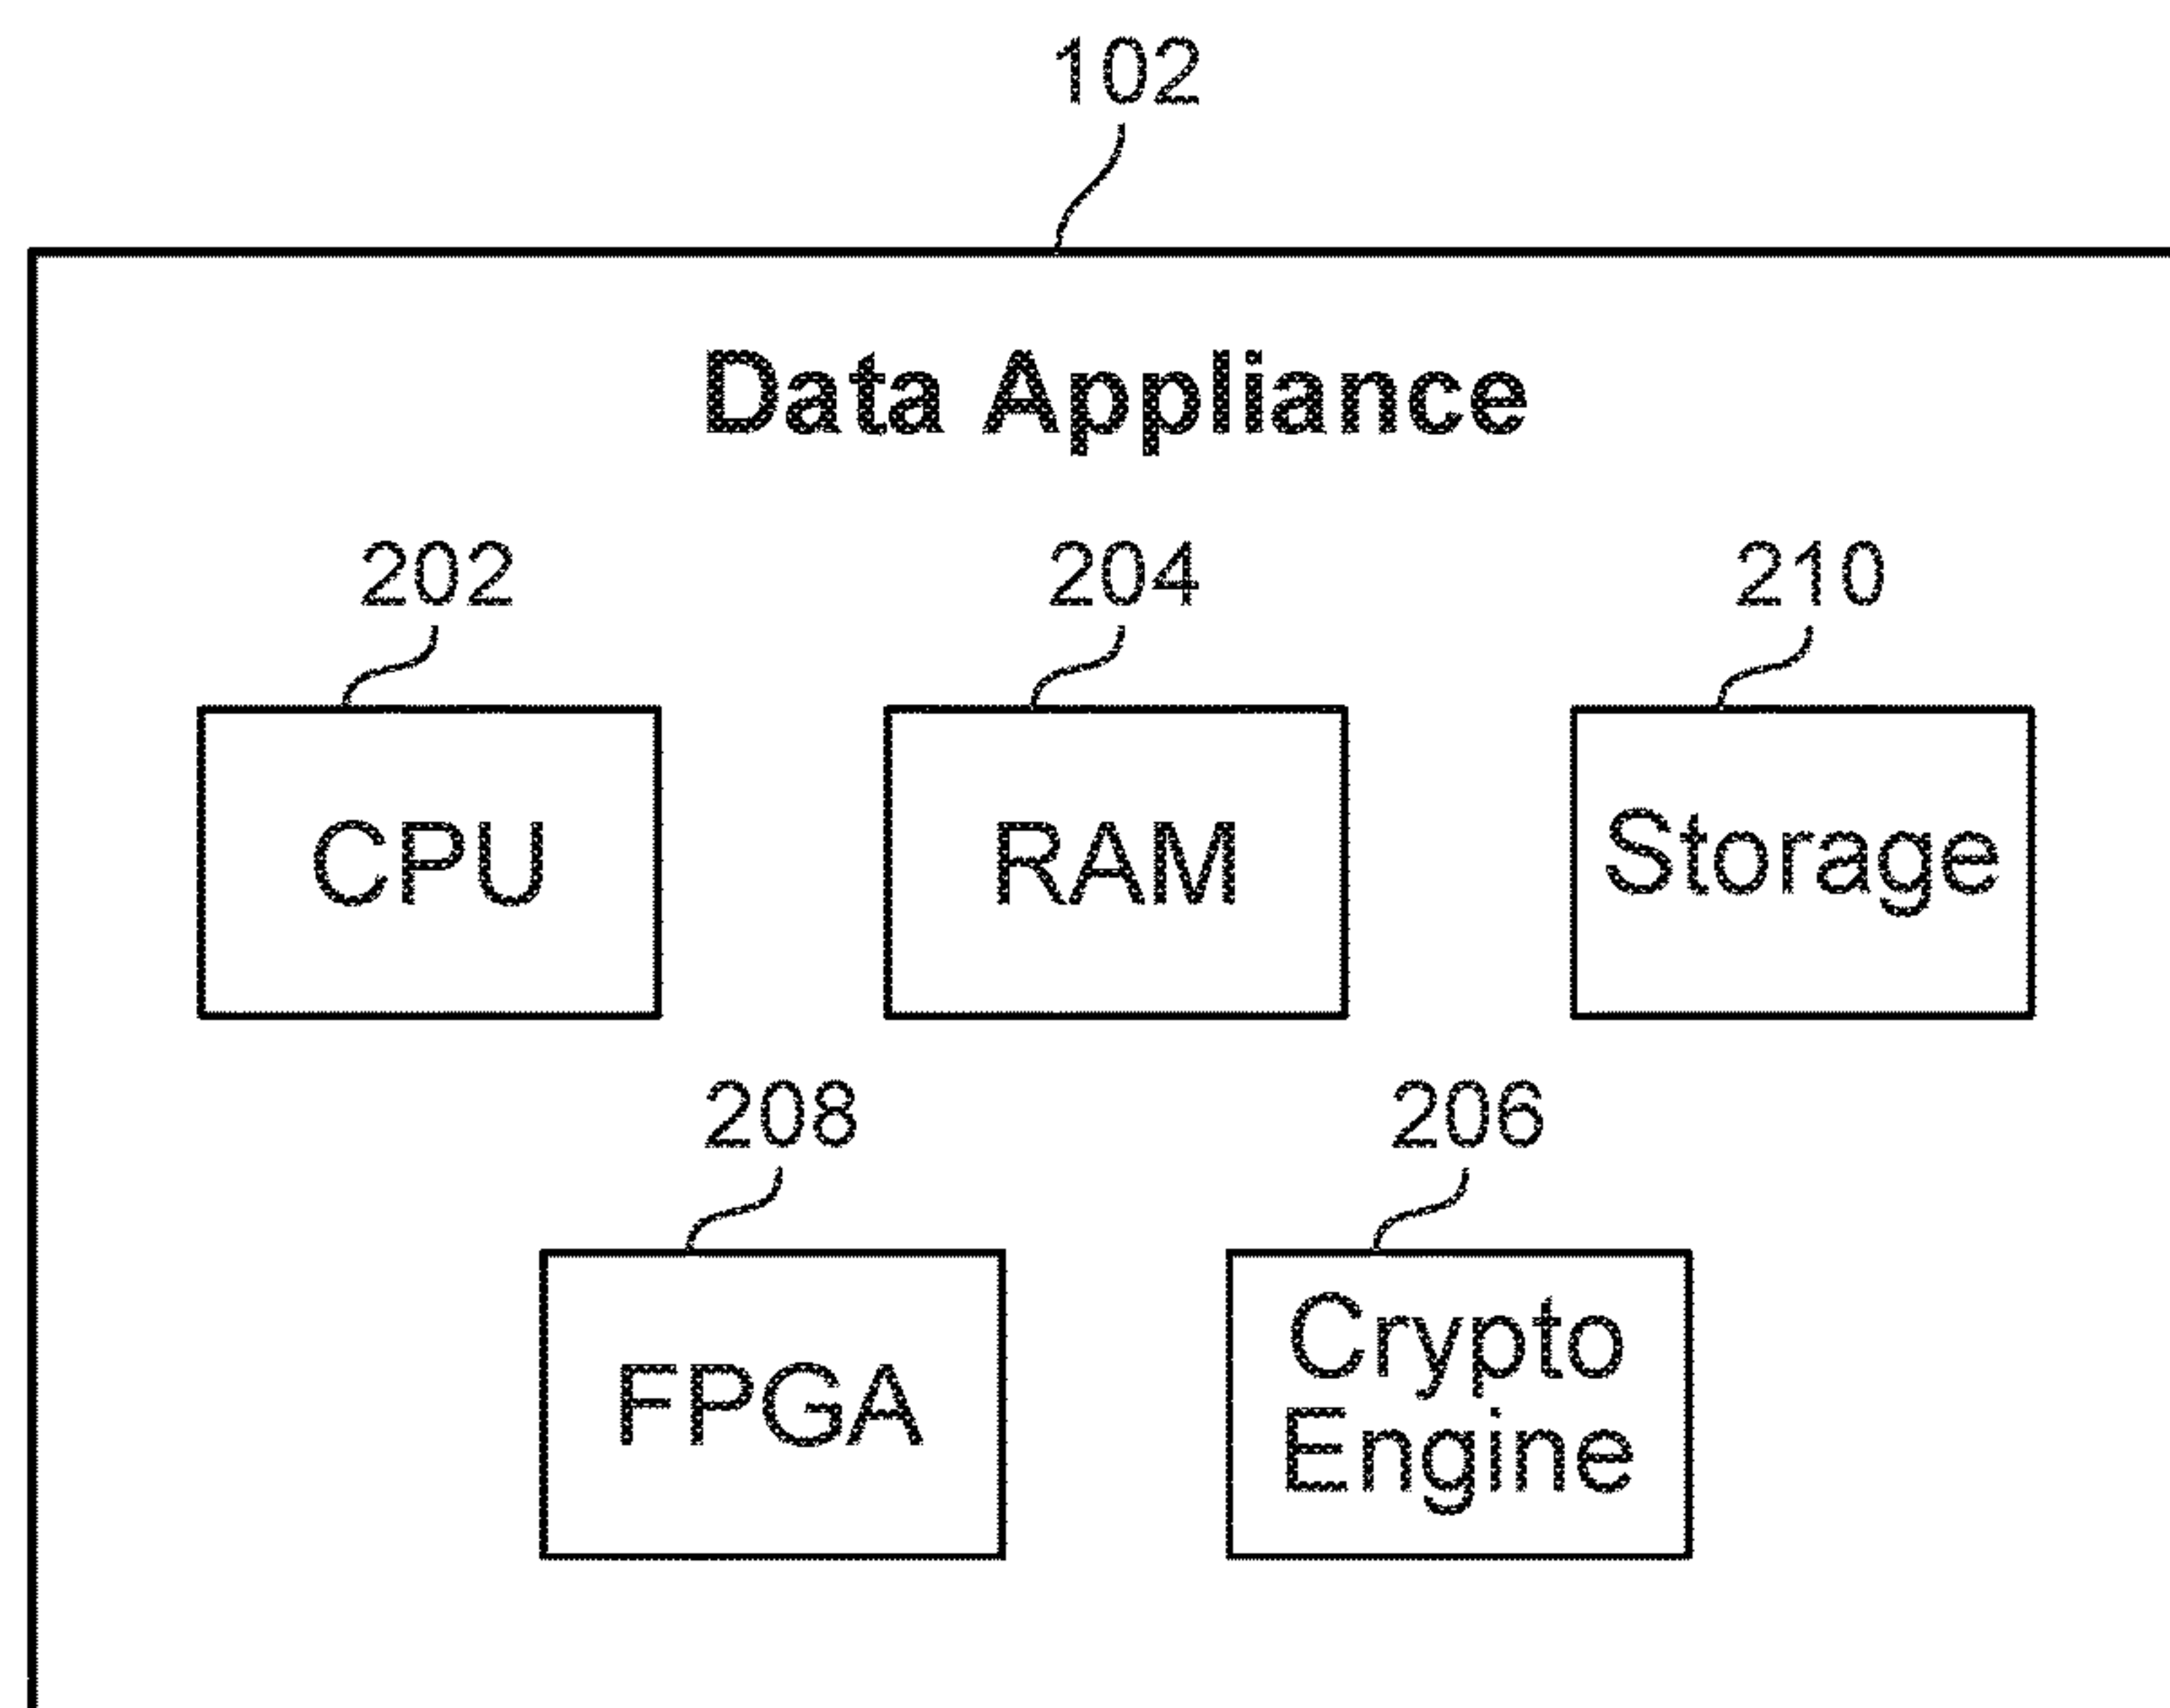 102
Data Appliance
202
204
210
CPU
RAM
Storage
208
206
FPGA
Crypto
Engine